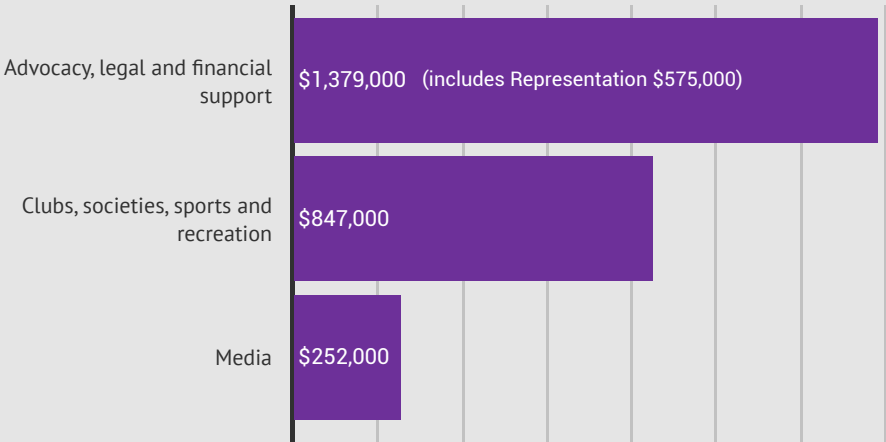 Advocacy, legal and financial
support
$1,379,000 (includes Representation $575,000)
Clubs, societies, sports and
recreation
$847,000
Media
$252,000